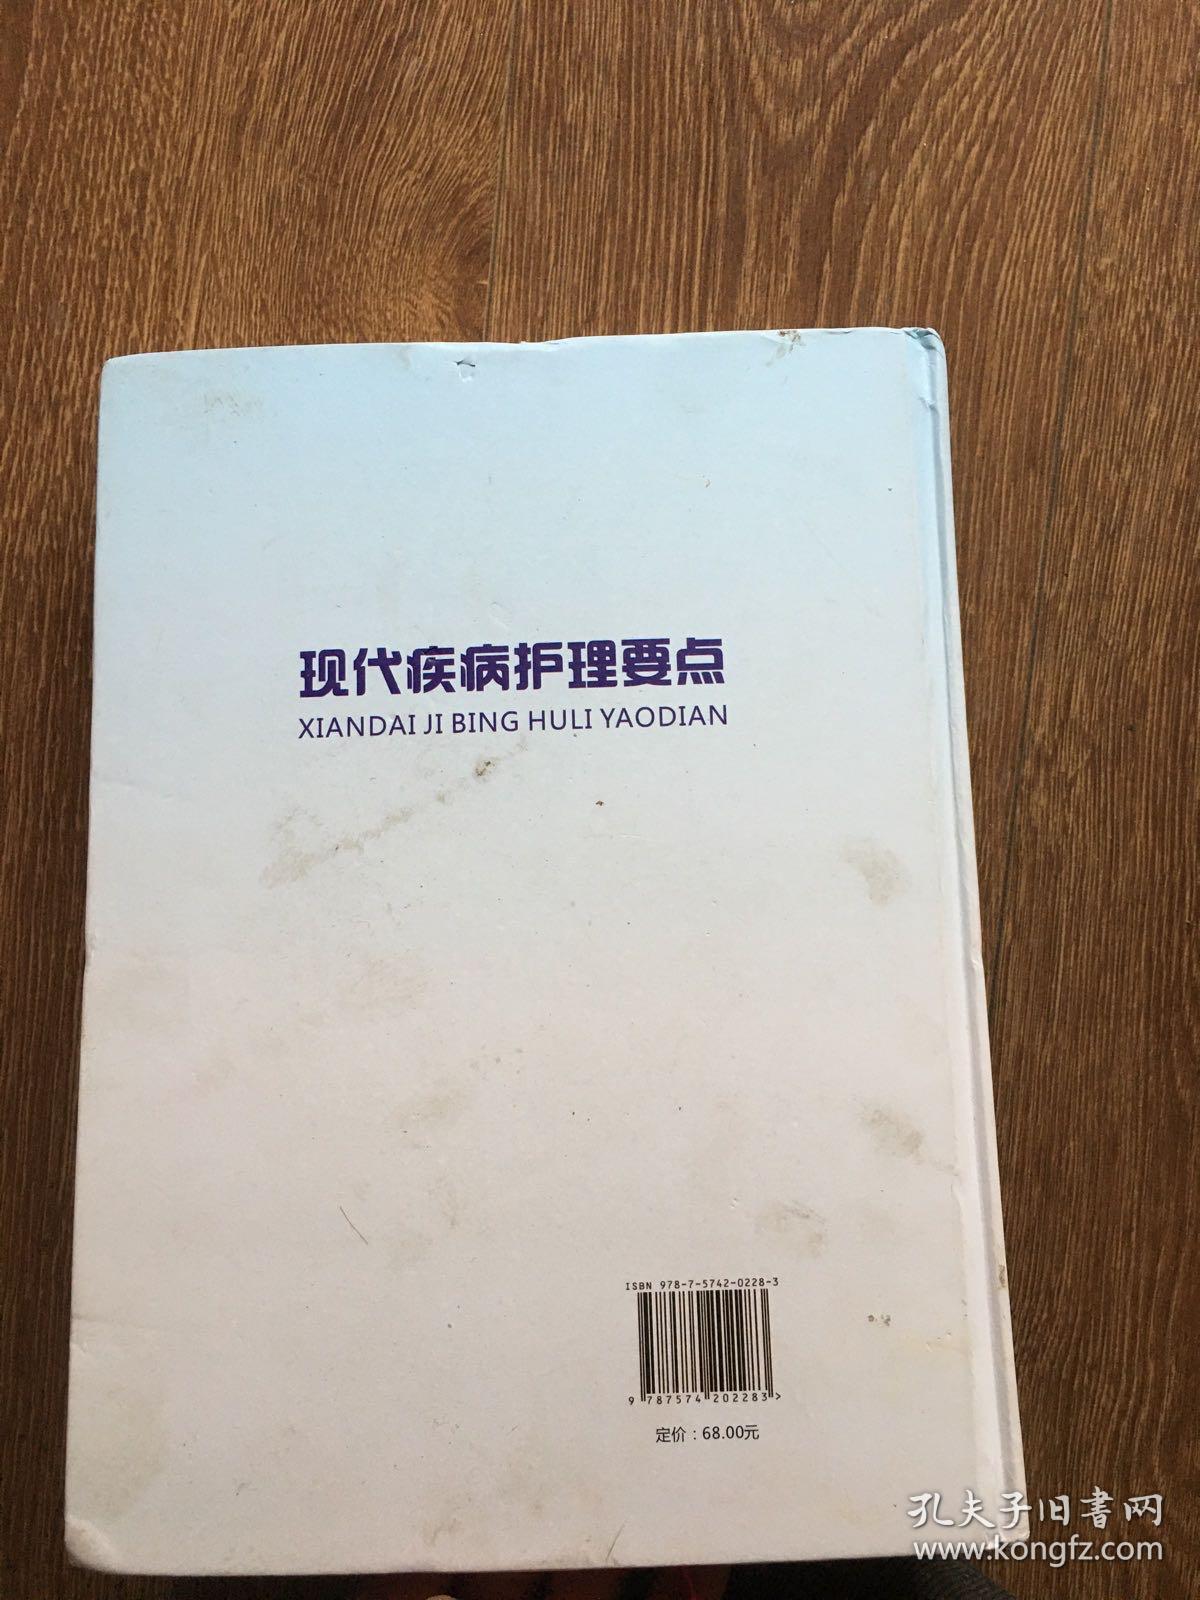 现代疾病护理要点
XIANDAI JI BING HULI YAODIAN
ISBN 978-7-5742-0228-3
9 787574 202283 >
定价：68.00元
孔夫子旧书网
www.kongfz.com